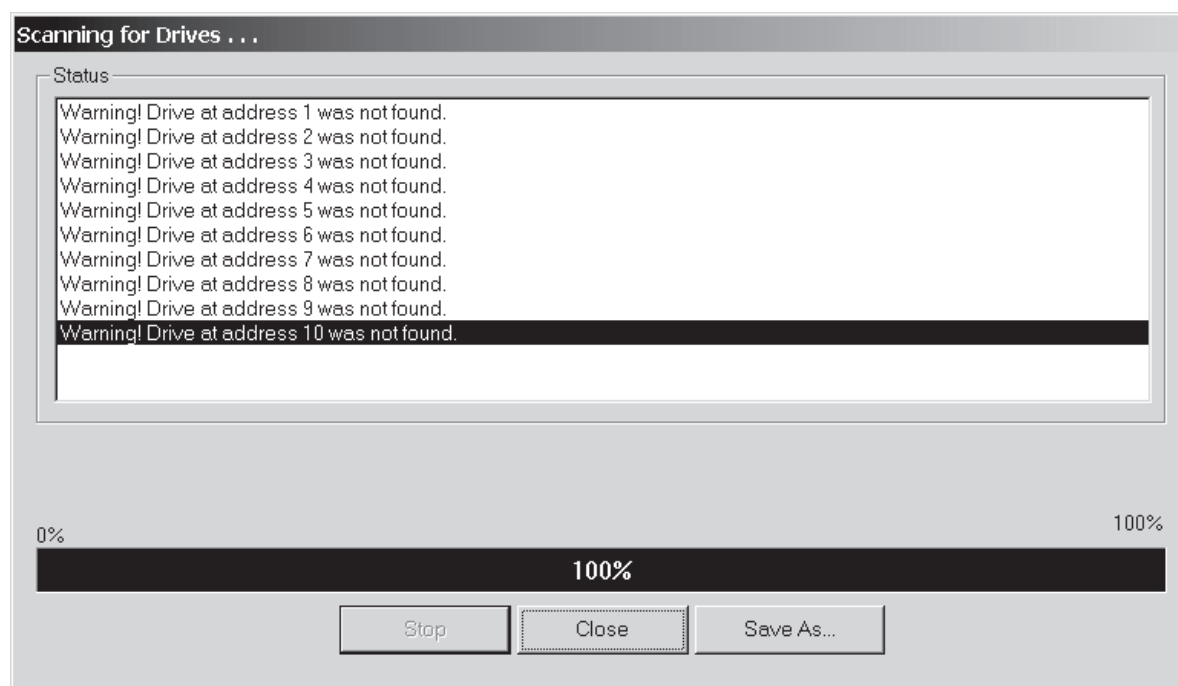 Scanning for Drives . . .
Status
Warning! Drive at address 1 was not found.
Warning! Drive at address 2 was not found.
Warning! Drive at address 3 was not found.
Warning! Drive at address 4 was not found.
Warning! Drive at address 5 was not found.
Warning! Drive at address 6 was not found.
Warning! Drive at address 7 was not found.
Warning! Drive at address 8 was not found.
Warning! Drive at address 9 was not found.
Warning! Drive at address 10 was not found.
0% 100%
100%
Stop Close Save As...